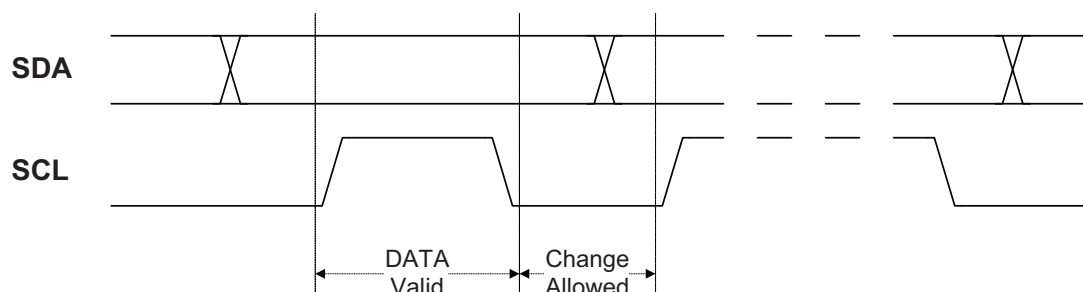 SDA
SCL
DATA
Valid
Change
Allowed